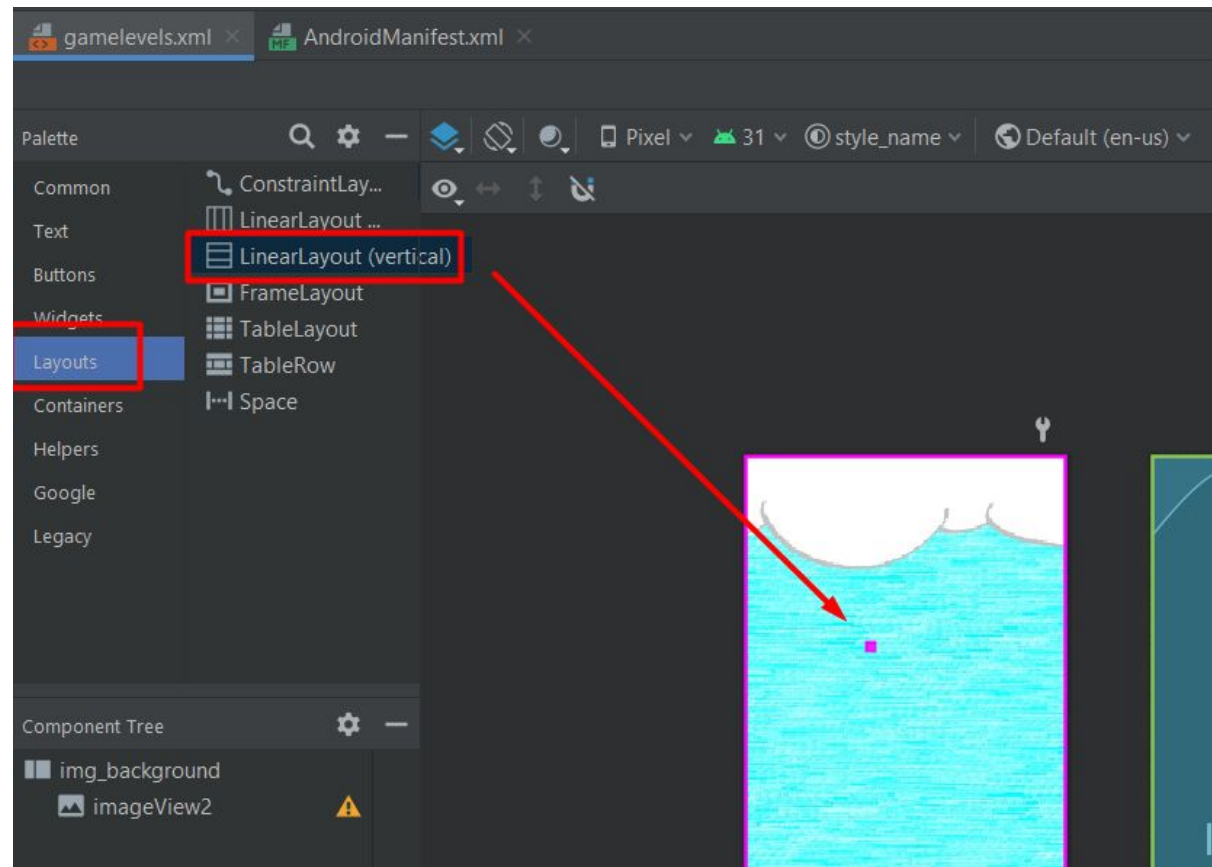 gamelevels.xml
AndroidManifest.xml
Palette
Pixel
31
style_name
Default (en-us)
Common
Text
Buttons
Widgets
Layouts
Containers
Helpers
Google
Legacy
ConstraintLay...
LinearLayout ...
LinearLayout (vertical)
FrameLayout
TableLayout
TableRow
Space
Component Tree
img_background
imageView2